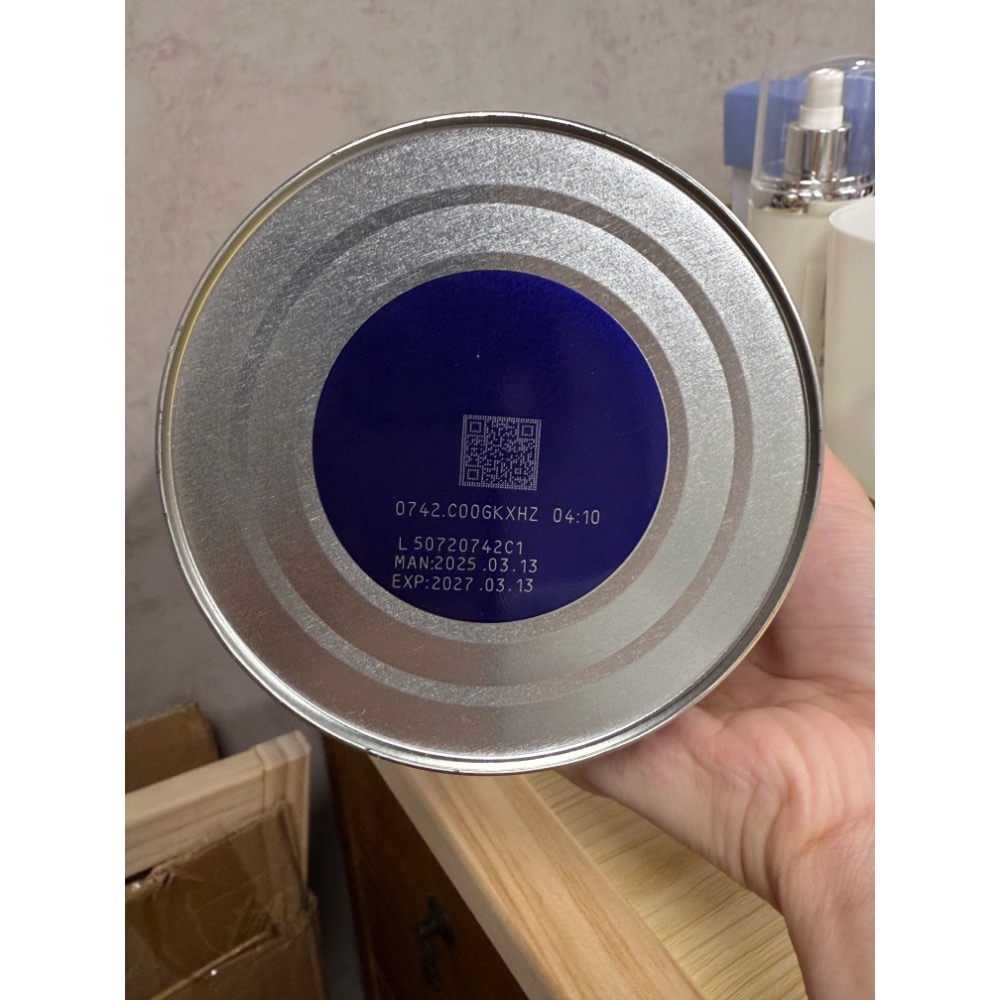 0742.C00GKXHZ 04:10
L 50720742C1
MAN:2025 .03.13
EXP:2027 .03.13